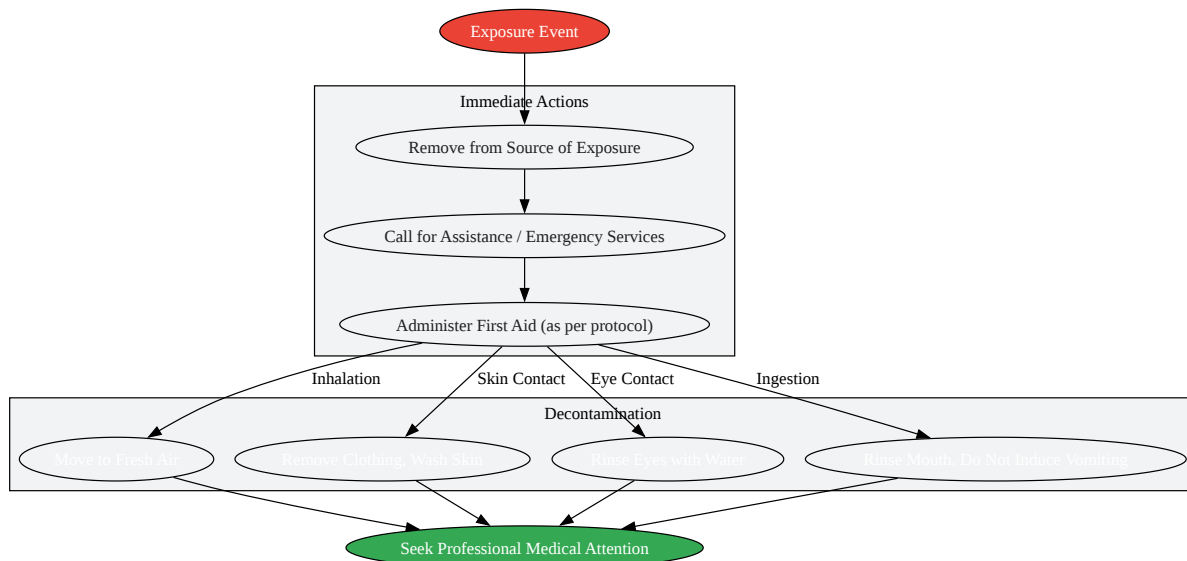 Exposure Event
Immediate Actions
Remove from Source of Exposure
Call for Assistance / Emergency Services
Administer First Aid (as per protocol)
Inhalation
Skin Contact
Eye Contact
Ingestion
Decontamination
Move to Fresh Air
Remove Clothing, Wash Skin
Rinse Eyes with Water
Rinse Mouth, Do Not Induce Vomiting
Seek Professional Medical Attention